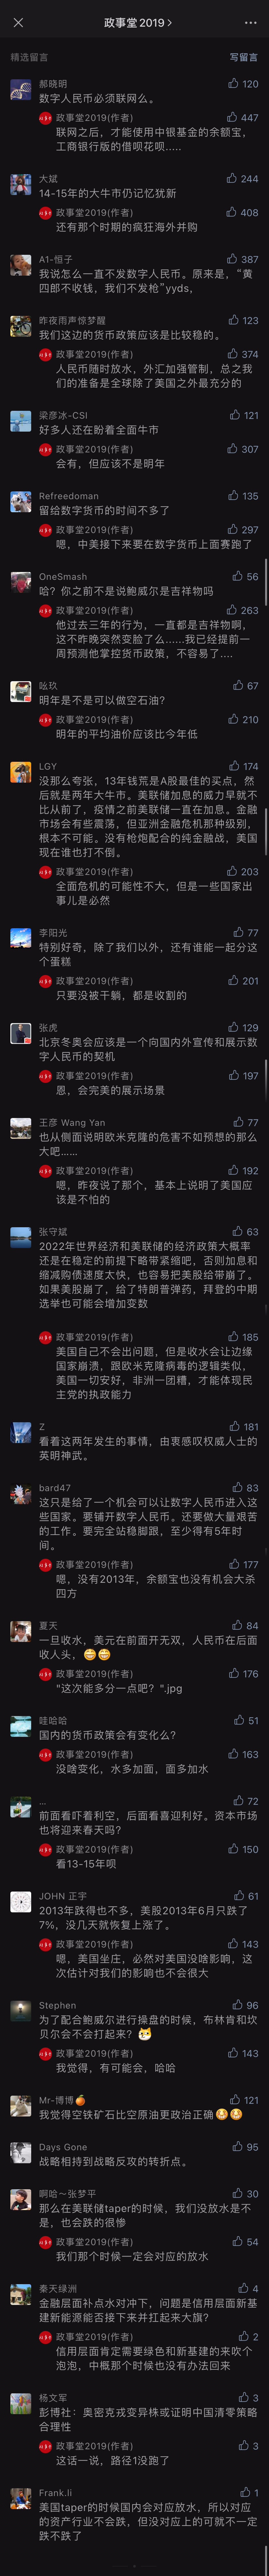 政事堂2019
精选留言
写留言
郝晓明
120
数字人民币必须联网么。
政事堂2019(作者)
447
联网之后，才能使用中银基金的余额宝，
工商银行版的借呗花呗.....
大斌
244
14-15年的大牛市仍记忆犹新
政事堂2019(作者)
408
还有那个时期的疯狂海外并购
A1-恒子
387
我说怎么一直不发数字人民币。原来是，“黄
四郎不收钱，我们不发枪”yyds，
昨夜雨声惊梦醒
123
我们这边的货币政策应该是比较稳的。
政事堂2019(作者)
374
人民币随时放水，外汇加强管制，总之我
们的准备是全球除了美国之外最充分的
梁彦冰-CSI
121
好多人还在盼着全面牛市
政事堂2019(作者)
307
会有，但应该不是明年
Refreedoman
135
留给数字货币的时间不多了
政事堂2019(作者)
297
嗯，中美接下来要在数字货币上面赛跑了
OneSmash
56
哈？你之前不是说鲍威尔是吉祥物吗
政事堂2019(作者)
263
他过去三年的行为，一直都是吉祥物啊，
这不昨晚突然变脸了么......我已经提前一
周预测他掌控货币政策，不容易了....
吆玖
67
明年是不是可以做空石油？
政事堂2019(作者)
210
明年的平均油价应该比今年低
LGY
174
没那么夸张，13年钱荒是A股最佳的买点，然
后就是两年大牛市。美联储加息的威力早就不
比从前了，疫情之前美联储一直在加息。金融
市场会有些震荡，但亚洲金融危机那种级别，
根本不可能。没有枪炮配合的纯金融战，美国
现在谁也打不倒。
政事堂2019(作者)
203
全面危机的可能性不大，但是一些国家出
事儿是必然
李阳光
77
特别好奇，除了我们以外，还有谁能一起分这
个蛋糕
政事堂2019(作者)
201
只要没被干躺，都是收割的
张虎
129
北京冬奥会应该是一个向国内外宣传和展示数
字人民币的契机
政事堂2019(作者)
197
恩，会完美的展示场景
王彦 Wang Yan
77
也从侧面说明欧米克隆的危害不如预想的那么
大吧......
政事堂2019(作者)
192
嗯，昨夜说了那个，基本上说明了美国应
该是不怕的
张守斌
63
2022年世界经济和美联储的经济政策大概率
还是在稳定的前提下略带紧缩吧，否则加息和
缩减购债速度太快，也容易把美股给带崩了。
如果美股崩了，给了特朗普弹药，拜登的中期
选举也可能会增加变数
政事堂2019(作者)
185
美国自己不会出问题，但是收水会让边缘
国家崩溃，跟欧米克隆病毒的逻辑类似，
美国一切安好，非洲一团糟，才能体现民
主党的执政能力
Z
181
看着这两年发生的事情，由衷感叹权威人士的
英明神武。
bard47
83
这只是给了一个机会可以让数字人民币进入这
些国家。要铺开数字人民币。还要做大量艰苦
的工作。要完全站稳脚跟，至少得有5年时
间。
政事堂2019(作者)
177
嗯，没有2013年，余额宝也没有机会大杀
四方
夏天
84
一旦收水，美元在前面开无双，人民币在后面
收人头，😅😅
政事堂2019(作者)
176
"这次能多分一点吧？".jpg
哇哈哈
51
国内的货币政策会有变化么？
政事堂2019(作者)
163
没啥变化，水多加面，面多加水
...
72
前面看吓着利空，后面看喜迎利好。资本市场
也将迎来春天吗？
政事堂2019(作者)
150
看13-15年呗
JOHN 正宇
61
2013年跌得也不多，美股2013年6月只跌了
7%，没几天就恢复上涨了。
政事堂2019(作者)
143
嗯，美国坐庄，必然对美国没啥影响，这
次估计对我们的影响也不会很大
Stephen
96
为了配合鲍威尔进行操盘的时候，布林肯和坎
贝尔会不会打起来？
政事堂2019(作者)
143
我觉得，有可能会，哈哈
Mr-博博🍊
121
我觉得空铁矿石比空原油更政治正确
Days Gone
95
战略相持到战略反攻的转折点。
啊哈～张梦平
30
那么在美联储taper的时候，我们没放水是不
是，也会跌的很惨
政事堂2019(作者)
54
我们那个时候一定会对应的放水
秦天绿洲
4
金融层面补点水对冲下，问题是信用层面新基
建新能源能否接下来并扛起来大旗？
政事堂2019(作者)
2
信用层面肯定需要绿色和新基建的来吹个
泡泡，中概那个时候也没有办法回来
杨文军
3
彭博社：奥密克戎变异株或证明中国清零策略
合理性
政事堂2019(作者)
3
这话一说，路径1没跑了
Frank.li
1
美国taper的时候国内会对应放水，所以对应
的资产行业不会跌，但没对应上的可就不一定
跌不跌了